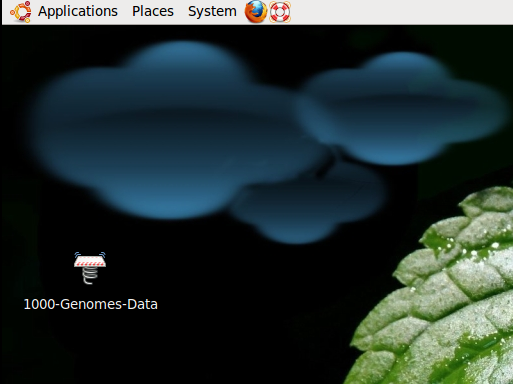 Applications Places System
1000-Genomes-Data